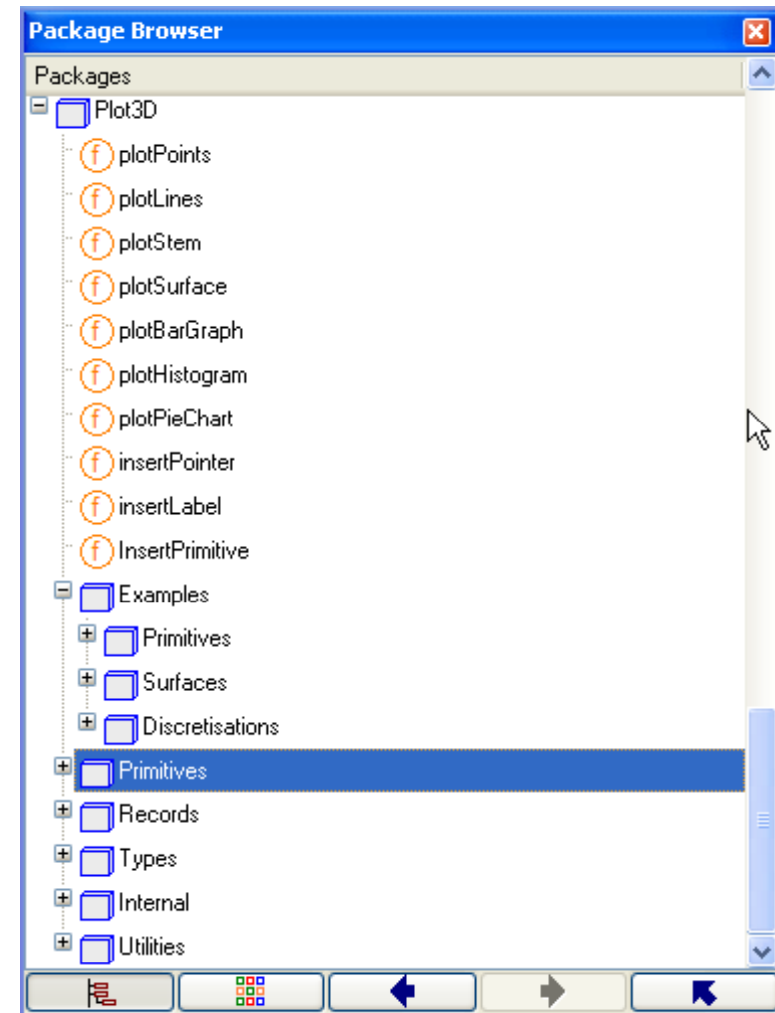 Package Browser
Packages
Plot3D
f plotPoints
f plotLines
f plotStem
f plotSurface
f plotBarGraph
f plotHistogram
f plotPieChart
f insertPointer
f insertLabel
f InsertPrimitive
Examples
Primitives
Surfaces
Discretisations
Primitives
Records
Types
Internal
Utilities